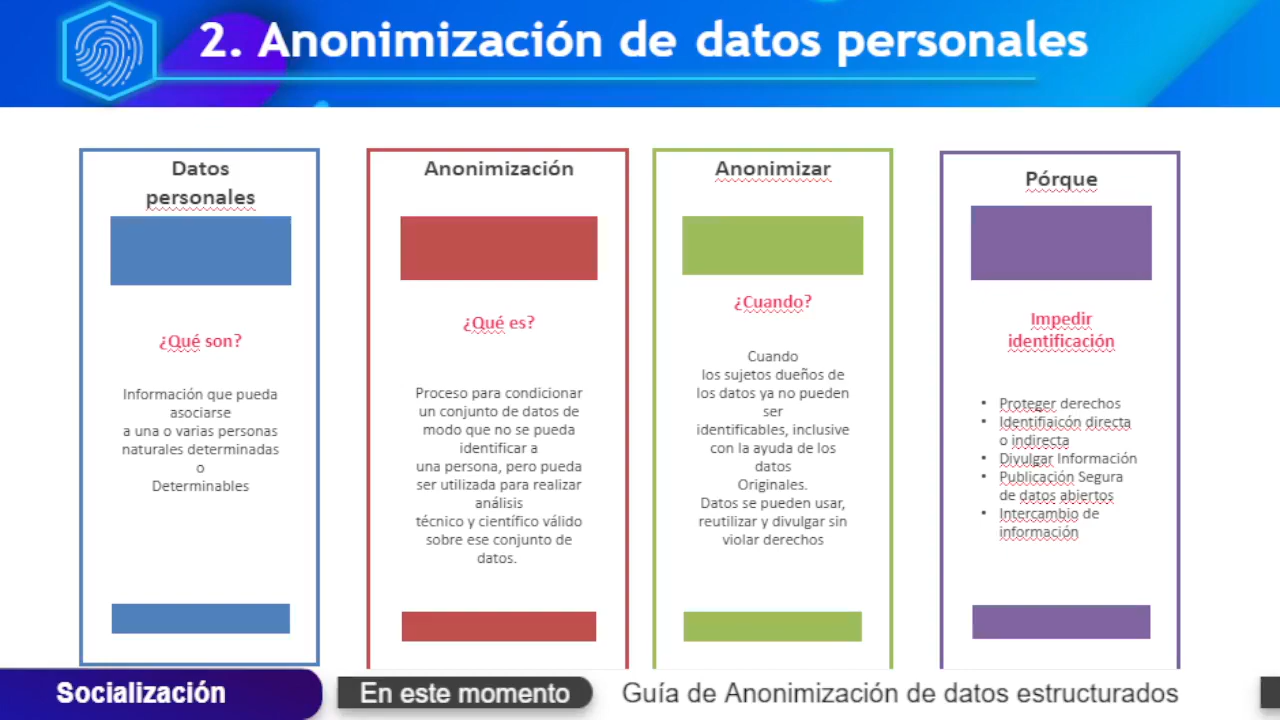 2. Anonimización de datos personales
Datos
personales
¿Qué son?
Información que pueda
asociarse
a una o varias personas
naturales determinadas
o
Determinables
Anonimización
¿Qué es?
Proceso para condicionar
un conjunto de datos de
modo que no se pueda
identificar a
una persona, pero pueda
ser utilizada para realizar
análisis
técnico y científico válido
sobre ese conjunto de
datos.
Anonimizar
¿Cuando?
Cuando
los sujetos dueños de
los datos ya no pueden
ser
identificables, inclusive
con la ayuda de los
datos
Originales.
Datos se pueden usar,
reutilizar y divulgar sin
violar derechos
Pórque
Impedir
identificación
• Proteger derechos
• Identifiaicón directa
o indirecta
• Divulgar Información
• Publicación Segura
de datos abiertos
• Intercambio de
información
Socialización
En este momento
Guía de Anonimización de datos estructurados